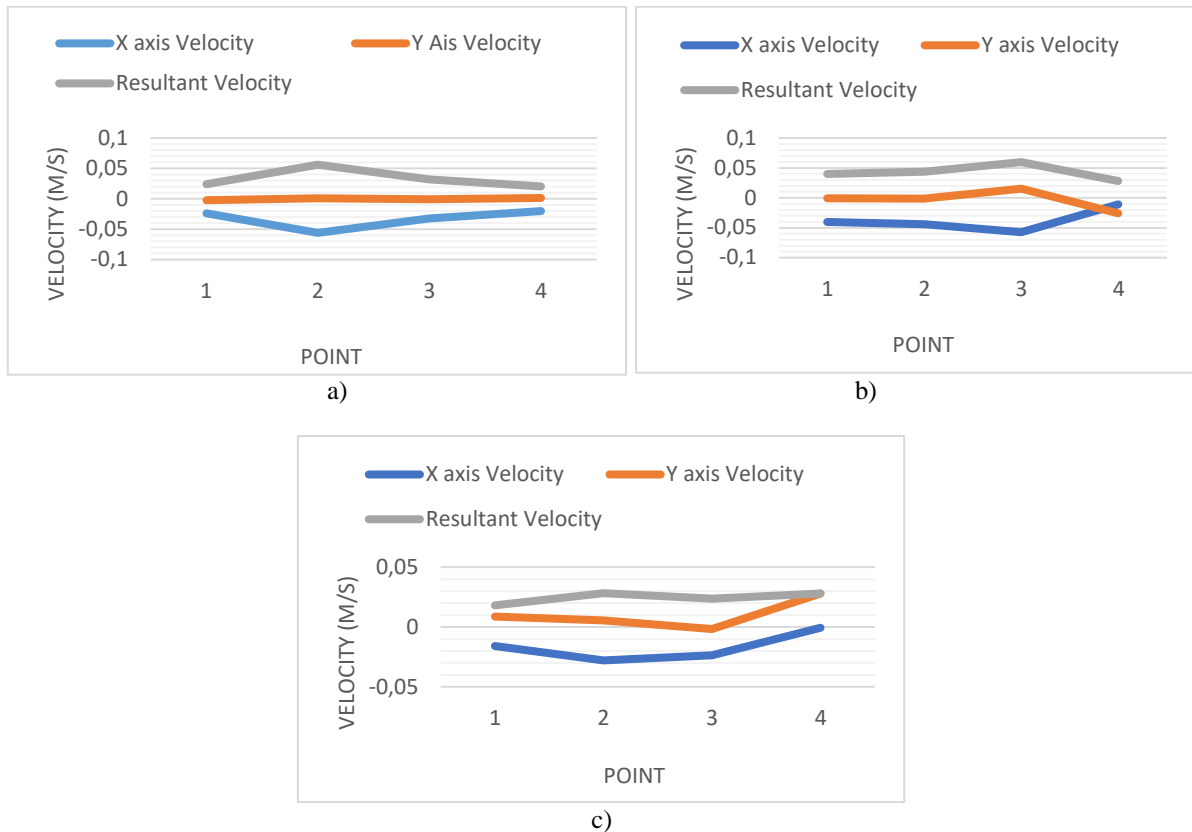 X axis Velocity
Y Ais Velocity
Resultant Velocity
VELOCITY (M/S)
0,1
0,05
0
-0,05
-0,1
1 2 3 4
POINT
a)
X axis Velocity
Y axis Velocity
Resultant Velocity
VELOCITY (M/S)
0,1
0,05
0
-0,05
-0,1
1 2 3 4
POINT
b)
X axis Velocity
Y axis Velocity
Resultant Velocity
VELOCITY (M/S)
0,05
0
-0,05
1 2 3 4
POINT
c)